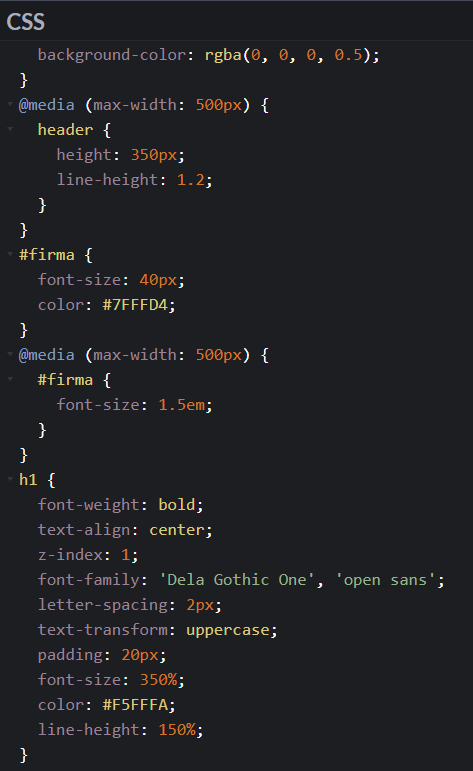 CSS
background-color: rgba(0, 0, 0, 0.5);
}
@media (max-width: 500px) {
header {
height: 350px;
line-height: 1.2;
}
}
#firma {
font-size: 40px;
color: #7FFFD4;
}
@media (max-width: 500px) {
#firma {
font-size: 1.5em;
}
}
h1 {
font-weight: bold;
text-align: center;
z-index: 1;
font-family: 'Dela Gothic One', 'open sans';
letter-spacing: 2px;
text-transform: uppercase;
padding: 20px;
font-size: 350%;
color: #F5FFFA;
line-height: 150%;
}